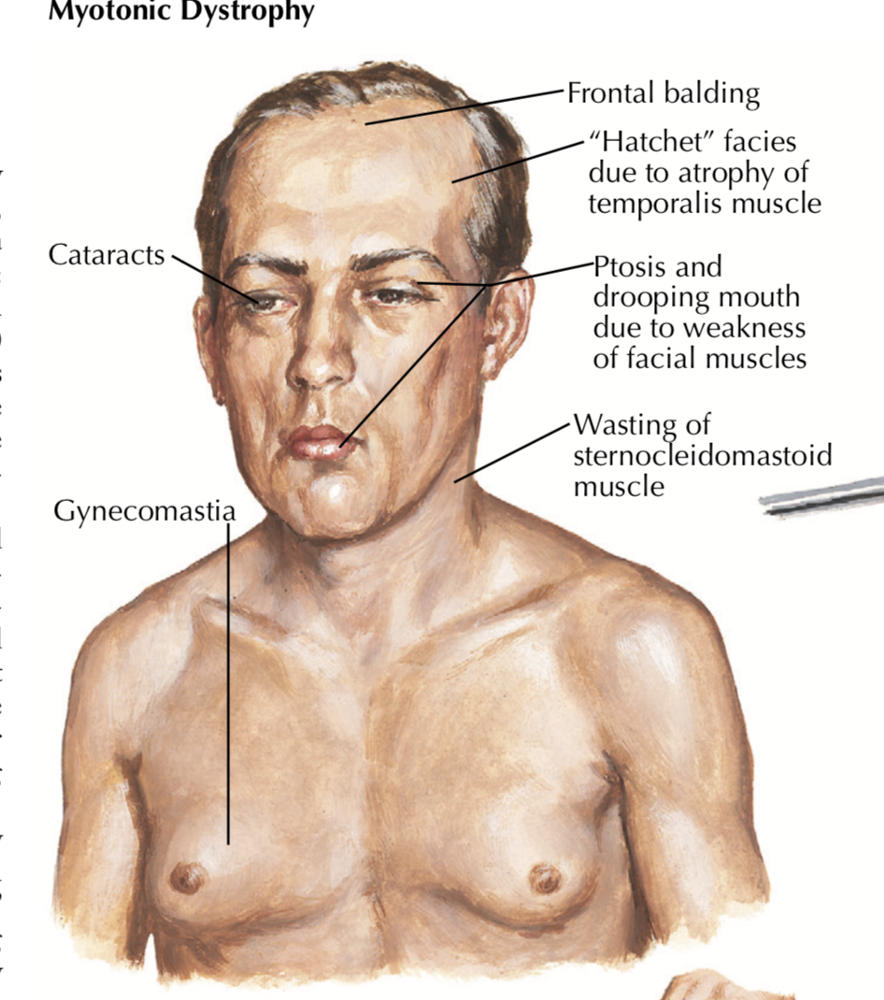 Myotonic Dystrophy
Frontal balding
“Hatchet” facies
due to atrophy of
temporalis muscle
Cataracts
Ptosis and
drooping mouth
due to weakness
of facial muscles
Wasting of
sternocleidomastoid
muscle
Gynecomastia